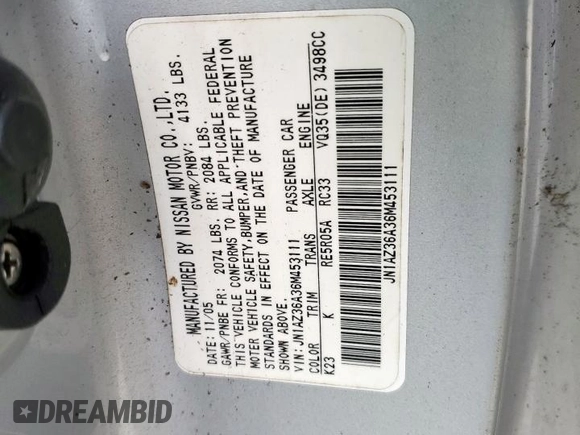 MANUFACTURED BY NISSAN MOTOR CO.,LTD.
DATE: 11/05 GVWR/PNBV: 4133 LBS.
GAWR/PNBE FR: 2074 LBS. RR: 2084 LBS.
THIS VEHICLE CONFORMS TO ALL APPLICABLE FEDERAL
MOTOR VEHICLE SAFETY,BUMPER,AND THEFT PREVENTION
STANDARDS IN EFFECT ON THE DATE OF MANUFACTURE
SHOWN ABOVE.
VIN:JN1AZ36A36M453111 PASSENGER CAR
COLOR TRIM TRANS AXLE ENGINE
K23 K RE5R05A RC33 VQ35(DE) 3498CC
JN1AZ36A36M453111
DREAMBID